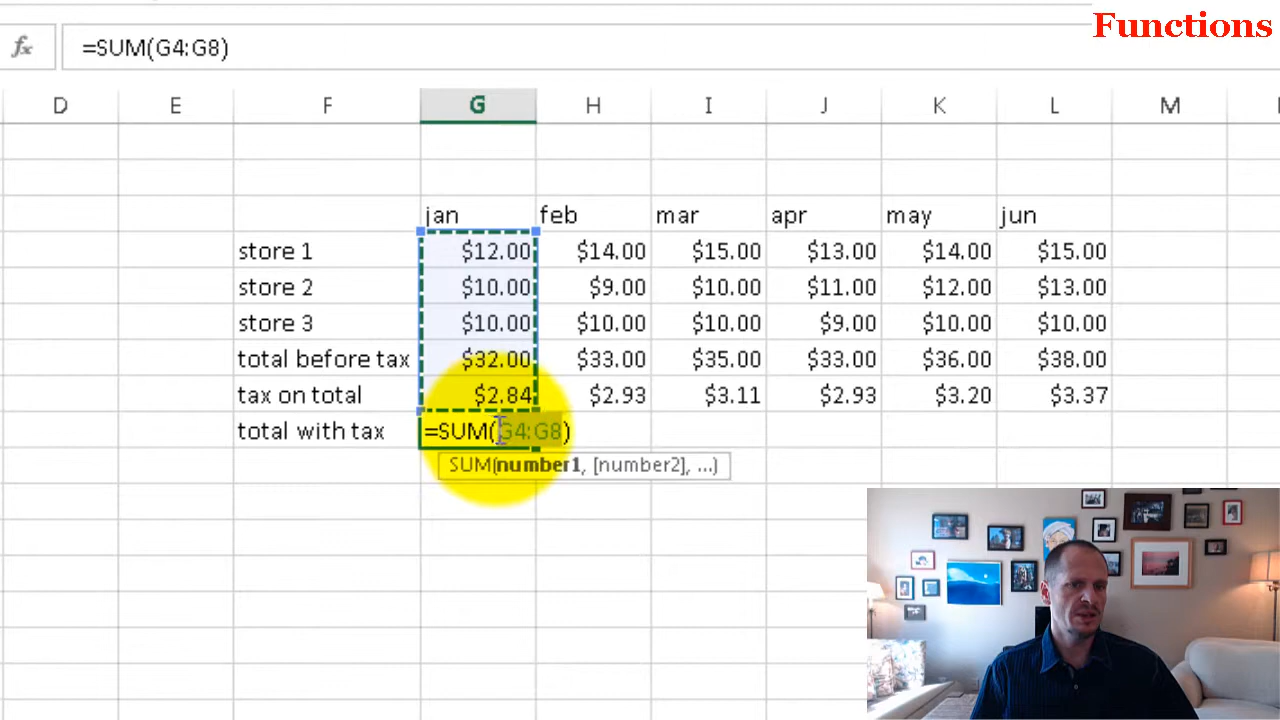 Functions
fx =SUM(G4:G8)
D E F G H I J K L M
jan feb mar apr may jun
store 1 $12.00 $14.00 $15.00 $13.00 $14.00 $15.00
store 2 $10.00 $9.00 $10.00 $11.00 $12.00 $13.00
store 3 $10.00 $10.00 $10.00 $9.00 $10.00 $10.00
total before tax $32.00 $33.00 $35.00 $33.00 $36.00 $38.00
tax on total $2.84 $2.93 $3.11 $2.93 $3.20 $3.37
total with tax =SUM(G4:G8)
SUM(number1, [number2], ...)